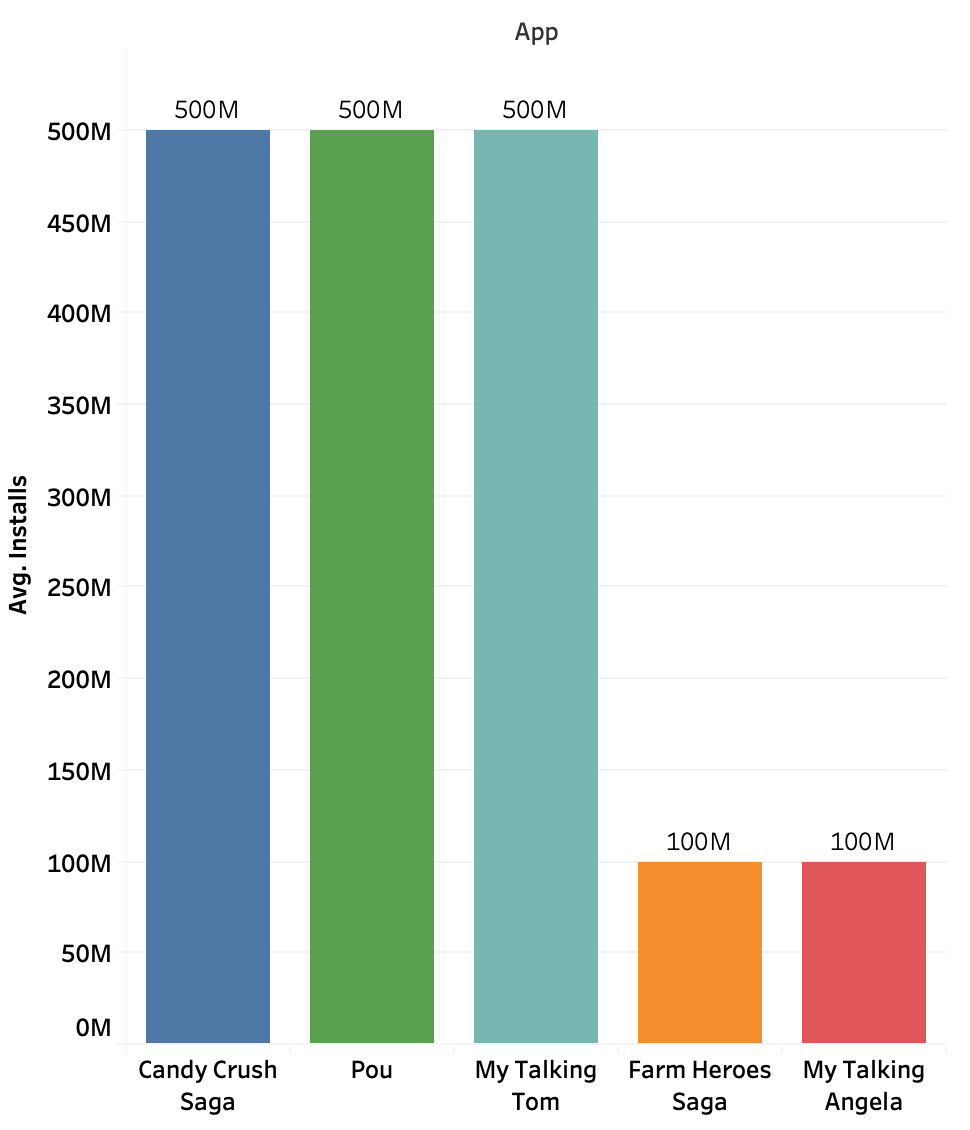 App
500M
500M
500M
100M
100M
500M
450M
400M
350M
300M
250M
200M
150M
100M
50M
0M
Avg. Installs
Candy Crush
Saga
Pou
My Talking
Tom
Farm Heroes
Saga
My Talking
Angela